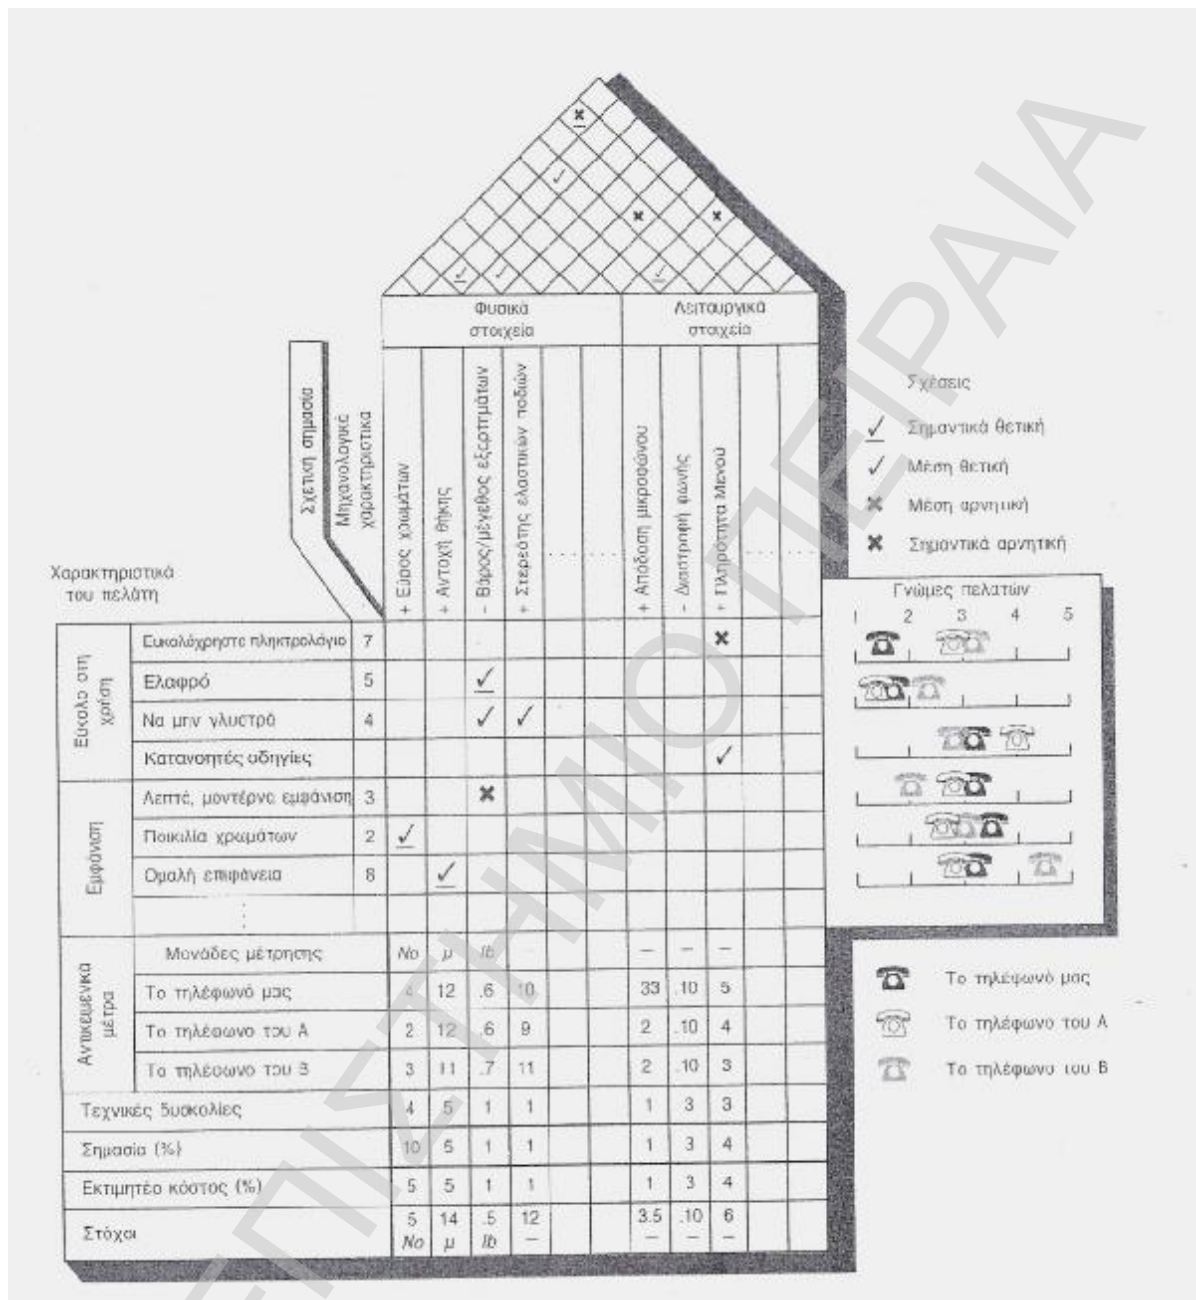 Φυσικά
στοιχεία
Λειτουργικά
στοιχεία
Σχετική σημασία
Μηχανολογικά
χαρακτηριστικα
+ Εύρος χρωμάτων
+ Αντοχή θήκης
- Βάρος/μέγεθος εξαρτημάτων
+ Στερεότης ελαστικών ποδιών
+ Απόδοση μικροφώνου
- Διαστροφή φωνής
+ Πληρότητα Μενού
Σχέσεις
✓ Σημαντικά θετική
✓ Μέση θετική
✖ Μέση αρνητική
✖ Σημαντικά αρνητική
Χαρακτηριστικά
του πελάτη
Γνώμες πελατών
1 2 3 4 5
Ευκολο στη
χρήση
Ευκολόχρηστο πληκτρολόγιο 7 ✖
Ελαφρό 5 ✓
Να μην γλυστρά 4 ✓ ✓
Κατανοητές οδηγίες ✓
Εμφάνιση
Λεπτέ, μοντέρνα εμφάνιση 3 ✖
Ποικιλία χρωμάτων 2 ✓
Ομαλή επιφάνεια 8 ✓
Αντικειμενικα
μέτρα
Μονάδες μέτρησης No μ lb – – –
Το τηλέφωνό μας 4 12 .6 10 33 .10 5
Το τηλέφωνο του Α 2 12 .6 9 2 .10 4
Το τηλέφωνο του Β 3 11 .7 11 2 .10 3
Τεχνικές δυσκολίες 4 5 1 1 1 3 3
Σημασία (%) 10 5 1 1 1 3 4
Εκτιμητέο κόστος (%) 5 5 1 1 1 3 4
Στόχοι 5 14 .5 12 3.5 .10 6
No μ lb – – – –
Το τηλέφωνό μας
Το τηλέφωνο του Α
Το τηλέφωνο του Β
ΠΕΙΡΑΙΑ